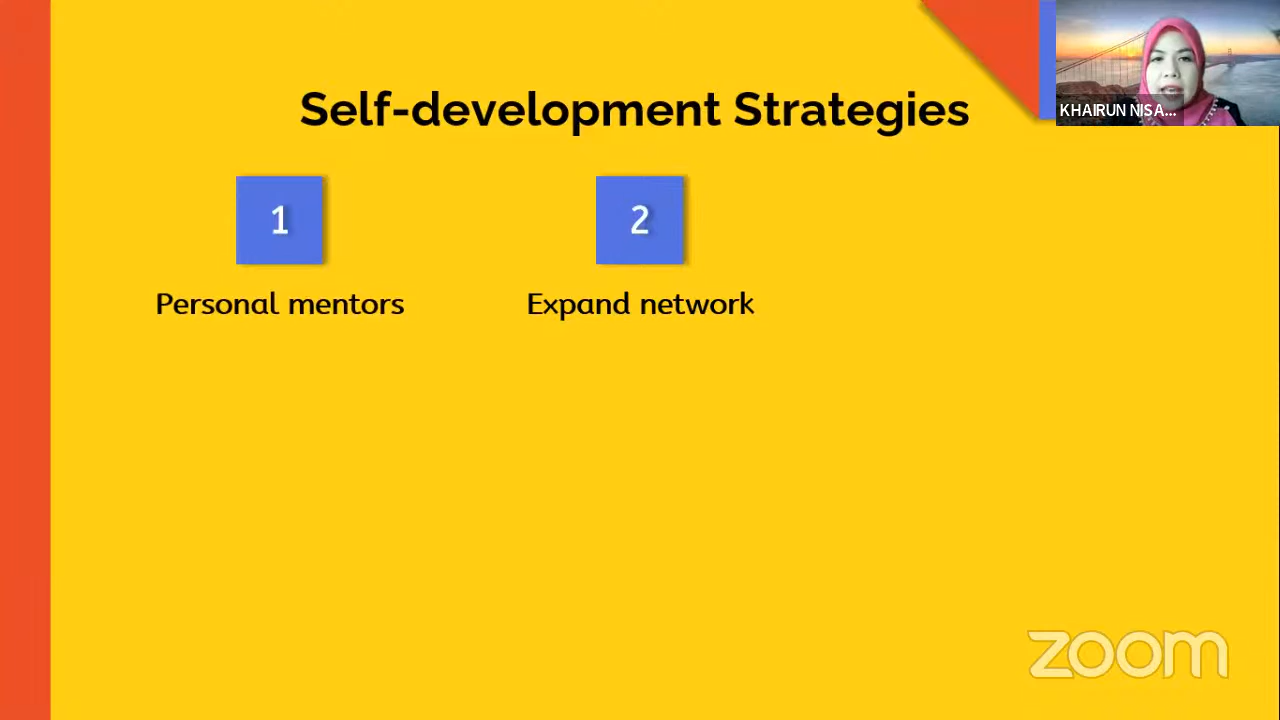 Self-development Strategies
KHAIRUN NISA...
1
2
Personal mentors
Expand network
zoom